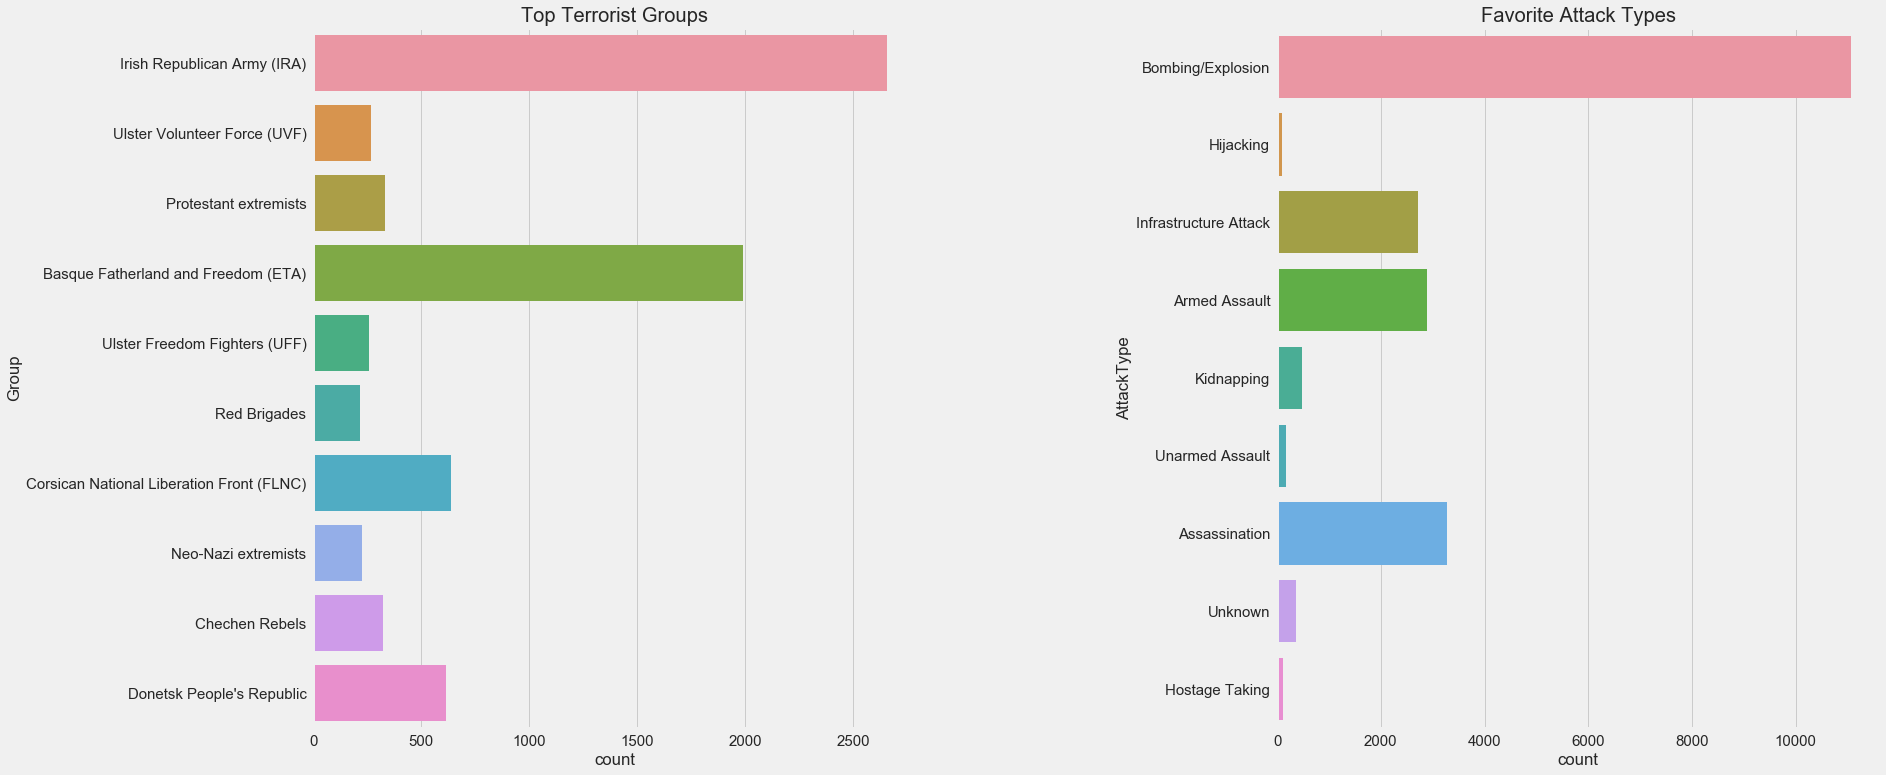 Top Terrorist Groups
Group
Irish Republican Army (IRA)
Ulster Volunteer Force (UVF)
Protestant extremists
Basque Fatherland and Freedom (ETA)
Ulster Freedom Fighters (UFF)
Red Brigades
Corsican National Liberation Front (FLNC)
Neo-Nazi extremists
Chechen Rebels
Donetsk People's Republic
0 500 1000 1500 2000 2500
count
Favorite Attack Types
AttackType
Bombing/Explosion
Hijacking
Infrastructure Attack
Armed Assault
Kidnapping
Unarmed Assault
Assassination
Unknown
Hostage Taking
0 2000 4000 6000 8000 10000
count